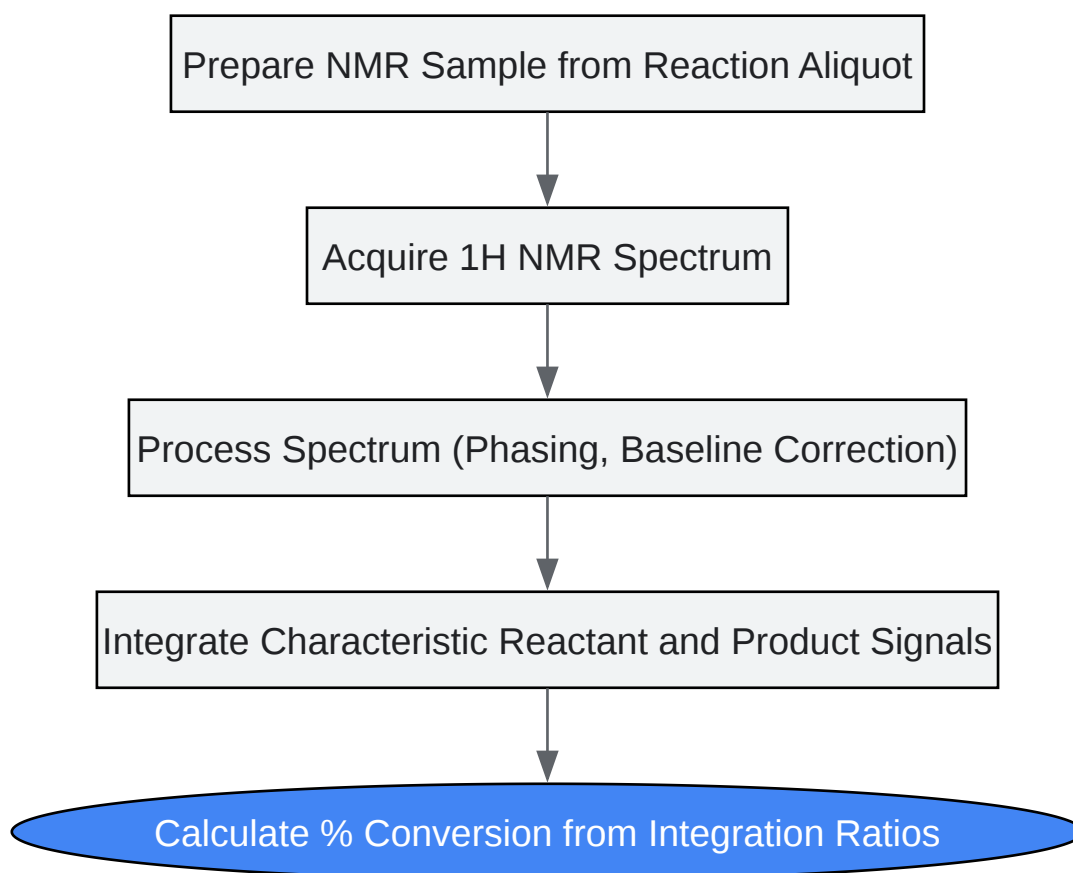 Prepare NMR Sample from Reaction Aliquot
Acquire 1H NMR Spectrum
Process Spectrum (Phasing, Baseline Correction)
Integrate Characteristic Reactant and Product Signals
Calculate % Conversion from Integration Ratios